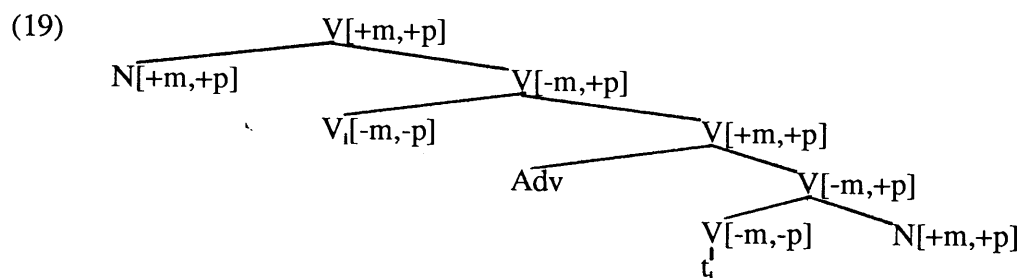 (19)
V[+m,+p]
N[+m,+p]
V[-m,+p]
Vᵢ[-m,-p]
V[+m,+p]
Adv
V[-m,+p]
V[-m,-p]
N[+m,+p]
tᵢ